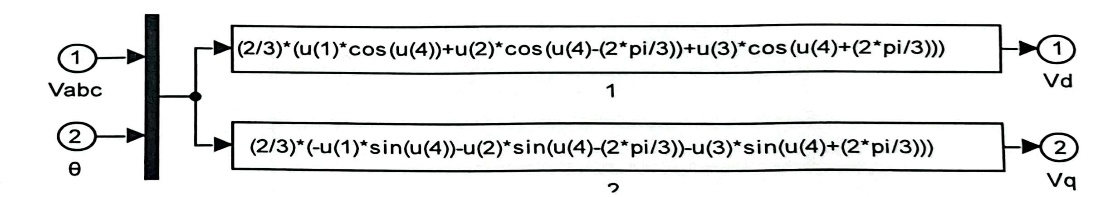 1
Vabc
2
θ
(2/3)*(u(1)*cos(u(4))+u(2)*cos(u(4)-(2*pi/3))+u(3)*cos(u(4)+(2*pi/3)))
1
(2/3)*(-u(1)*sin(u(4))-u(2)*sin(u(4)-(2*pi/3))-u(3)*sin(u(4)+(2*pi/3)))
2
1
Vd
2
Vq